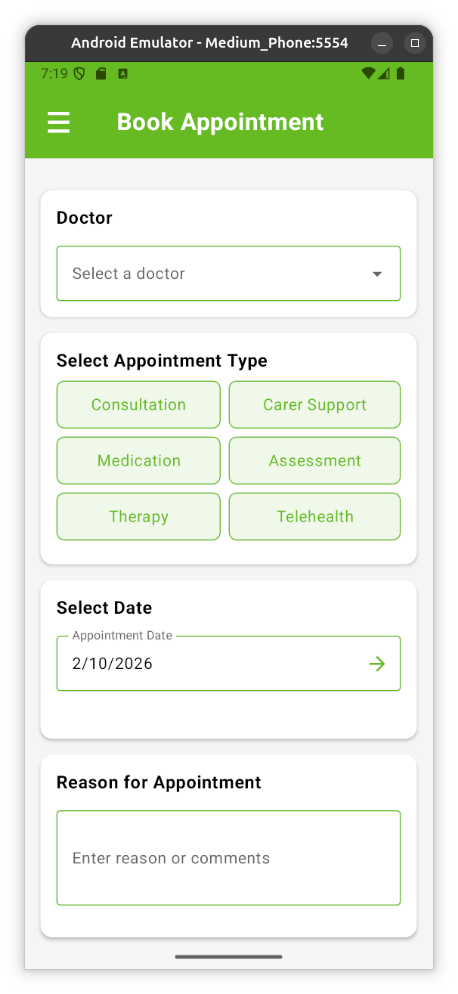 Android Emulator - Medium_Phone:5554
7:19
Book Appointment
Doctor
Select a doctor
Select Appointment Type
Consultation Carer Support
Medication Assessment
Therapy Telehealth
Select Date
Appointment Date
2/10/2026
Reason for Appointment
Enter reason or comments